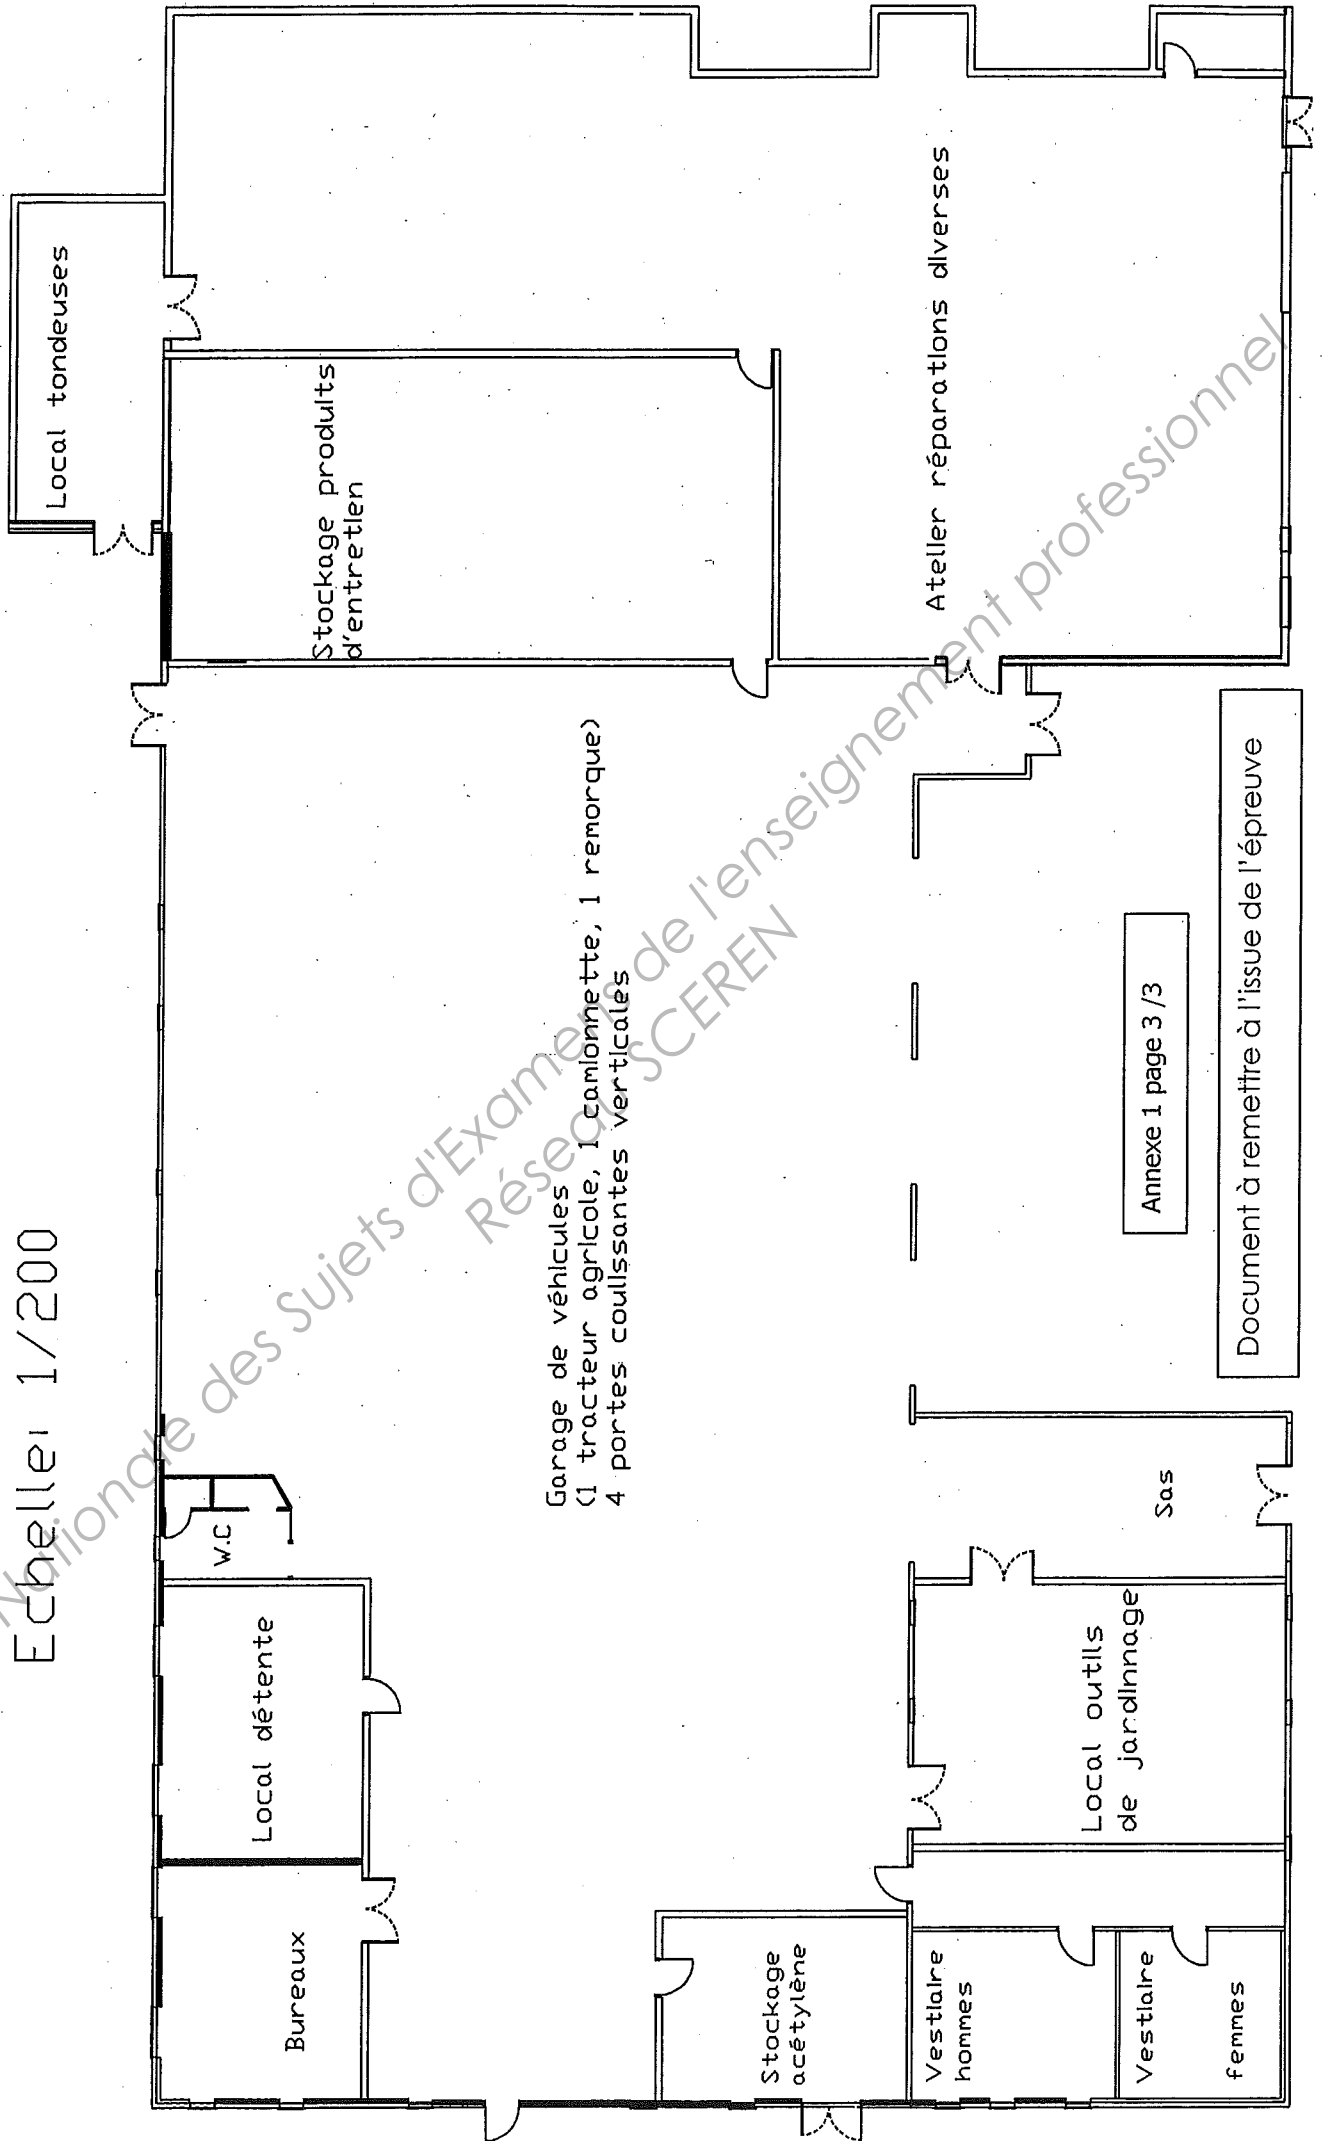 Echelle: 1/200
Local tondeuses
Stockage produits
d'entretien
Atelier réparations diverses
Garage de véhicules
(1 tracteur agricole, 1 camionnette, 1 remorque)
4 portes coulissantes verticales
W.C
Local détente
Bureaux
Stockage
acétylène
Vestiaire
hommes
Vestiaire
femmes
Local outils
de jardinnage
Sas
Annexe 1 page 3 /3
Document à remettre à l'issue de l'épreuve
Nationale des Sujets d'Examens de l'enseignement professionnel
Réseau SCEREN